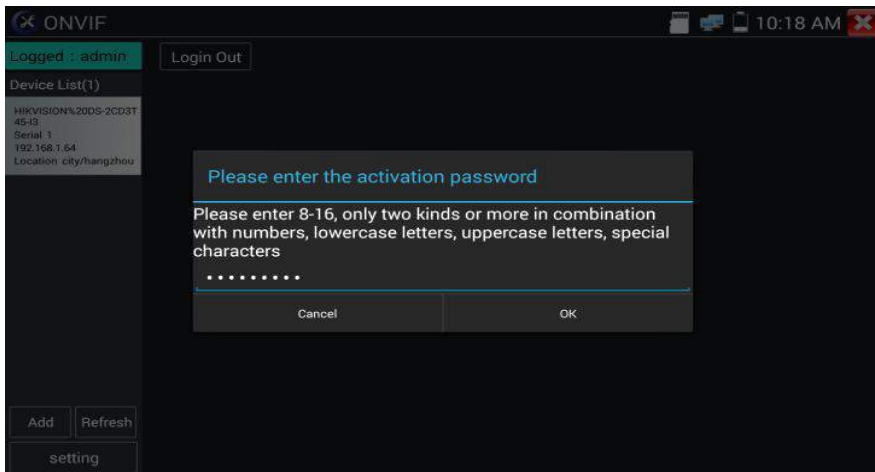 ONVIF
10:18 AM
Logged : admin
Login Out
Device List(1)
HIKVISION%20DS-2CD3T
45-I3
Serial 1
192.168.1.64
Location city/hangzhou
Please enter the activation password
Please enter 8-16, only two kinds or more in combination
with numbers, lowercase letters, uppercase letters, special
characters
•••••••••
Cancel
OK
Add
Refresh
setting